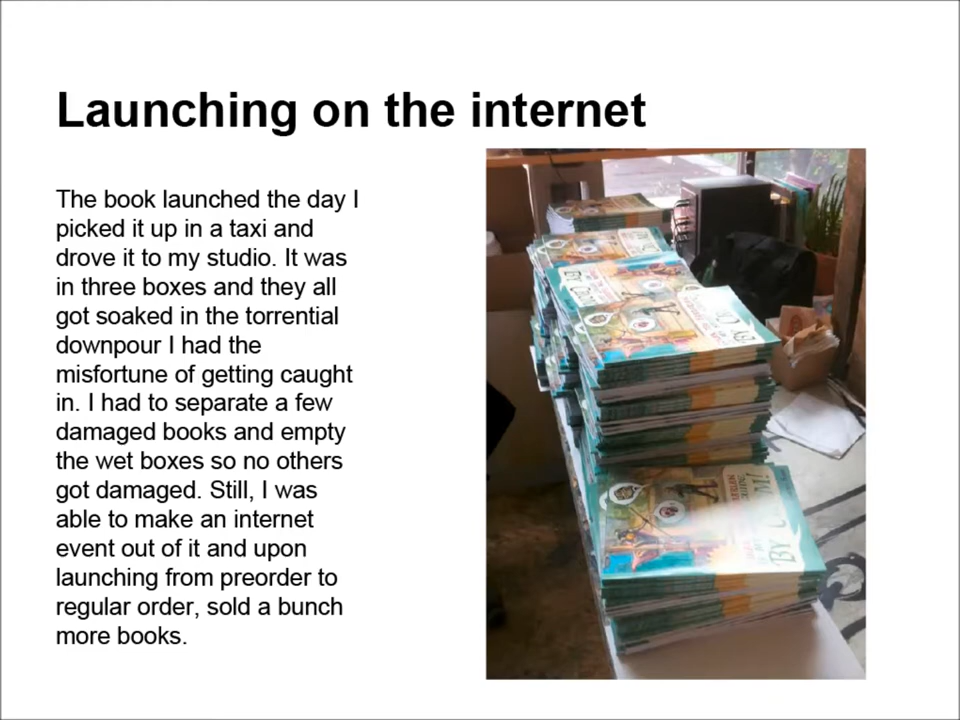 Launching on the internet
The book launched the day I
picked it up in a taxi and
drove it to my studio. It was
in three boxes and they all
got soaked in the torrential
downpour I had the
misfortune of getting caught
in. I had to separate a few
damaged books and empty
the wet boxes so no others
got damaged. Still, I was
able to make an internet
event out of it and upon
launching from preorder to
regular order, sold a bunch
more books.